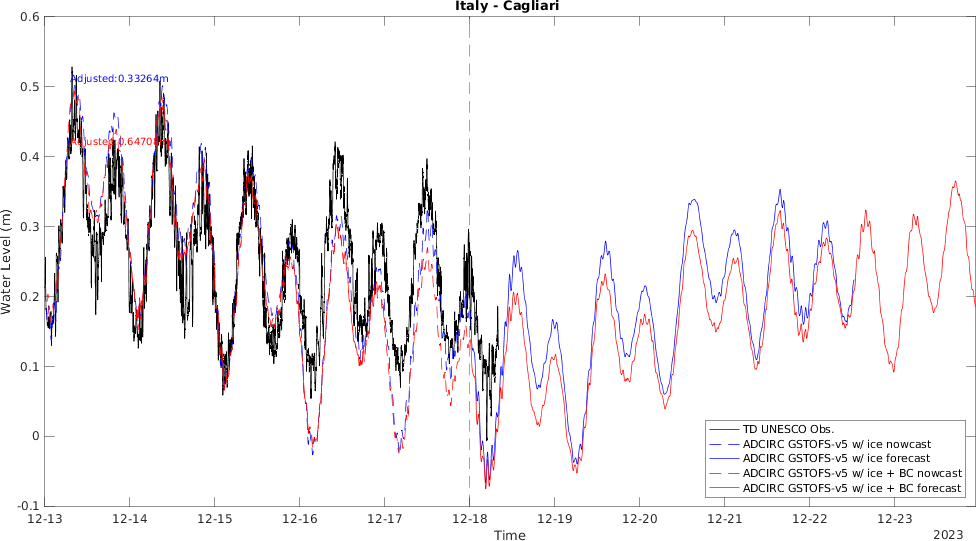 Italy - Cagliari
0.6
0.5
0.4
0.3
0.2
0.1
0
-0.1
Water Level (m)
Adjusted:0.33264m
TD UNESCO Obs.
ADCIRC GSTOFS-v5 w/ ice nowcast
ADCIRC GSTOFS-v5 w/ ice forecast
ADCIRC GSTOFS-v5 w/ ice + BC nowcast
ADCIRC GSTOFS-v5 w/ ice + BC forecast
12-13 12-14 12-15 12-16 12-17 12-18 12-19 12-20 12-21 12-22 12-23
Time
2023